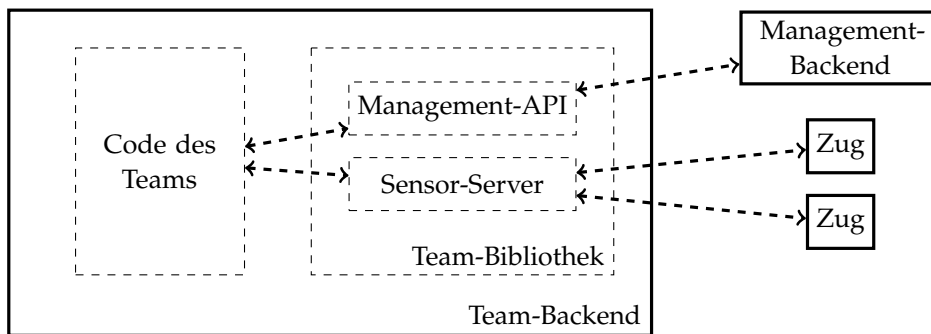 Code des
Teams
Management-API
Sensor-Server
Team-Bibliothek
Team-Backend
Management-
Backend
Zug
Zug